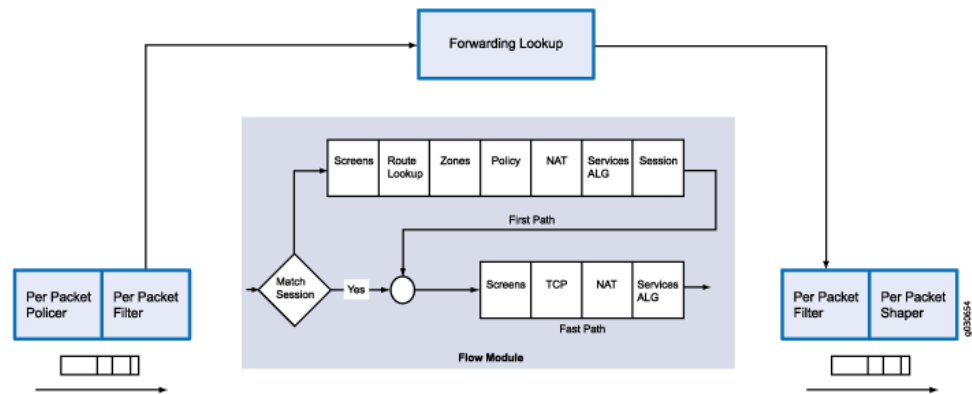 Forwarding Lookup
Screens
Route
Lookup
Zones
Policy
NAT
Services
ALG
Session
First Path
Match
Session
Yes
Screens
TCP
NAT
Services
ALG
Fast Path
Flow Module
Per Packet
Policer
Per Packet
Filter
Per Packet
Filter
Per Packet
Shaper
g030654